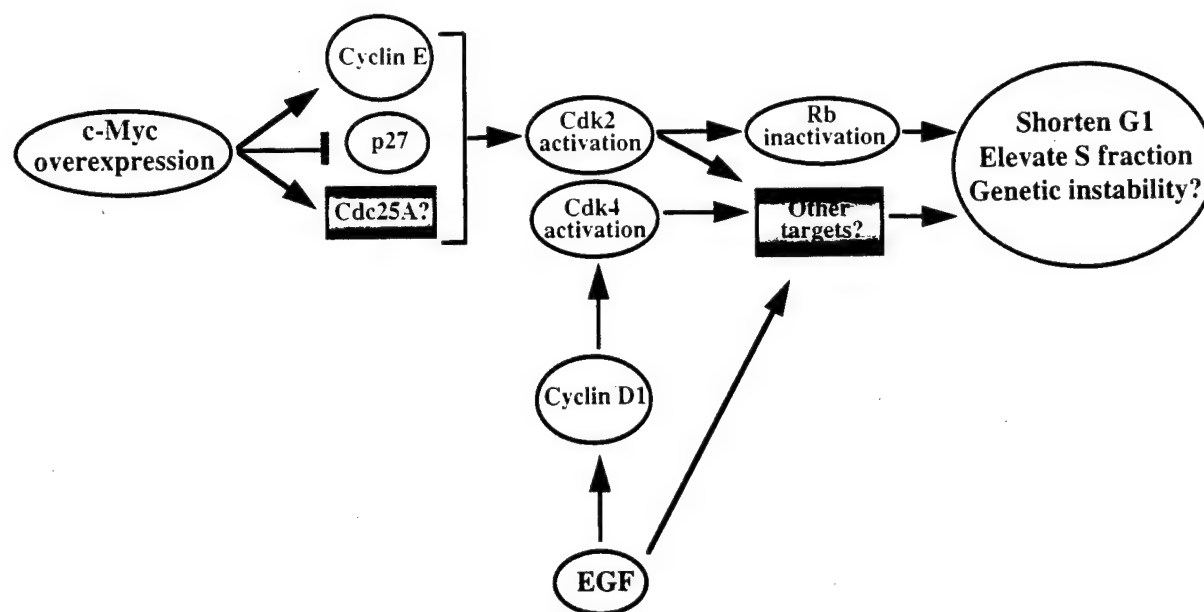 c-Myc
overexpression
Cyclin E
p27
Cdc25A?
Cdk2
activation
Cdk4
activation
Rb
inactivation
Other
targets?
Shorten G1
Elevate S fraction
Genetic instability?
Cyclin D1
EGF